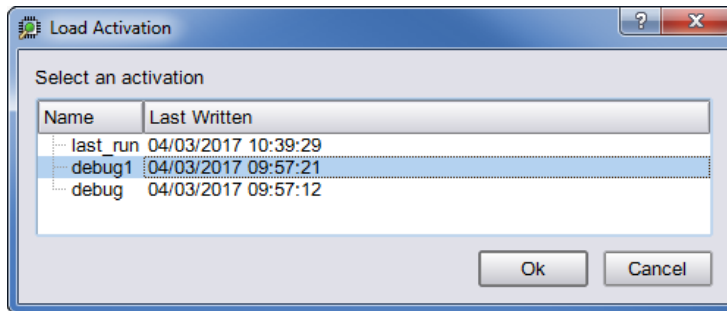 Load Activation
Select an activation
Name Last Written
last_run 04/03/2017 10:39:29
debug1 04/03/2017 09:57:21
debug 04/03/2017 09:57:12
Ok Cancel